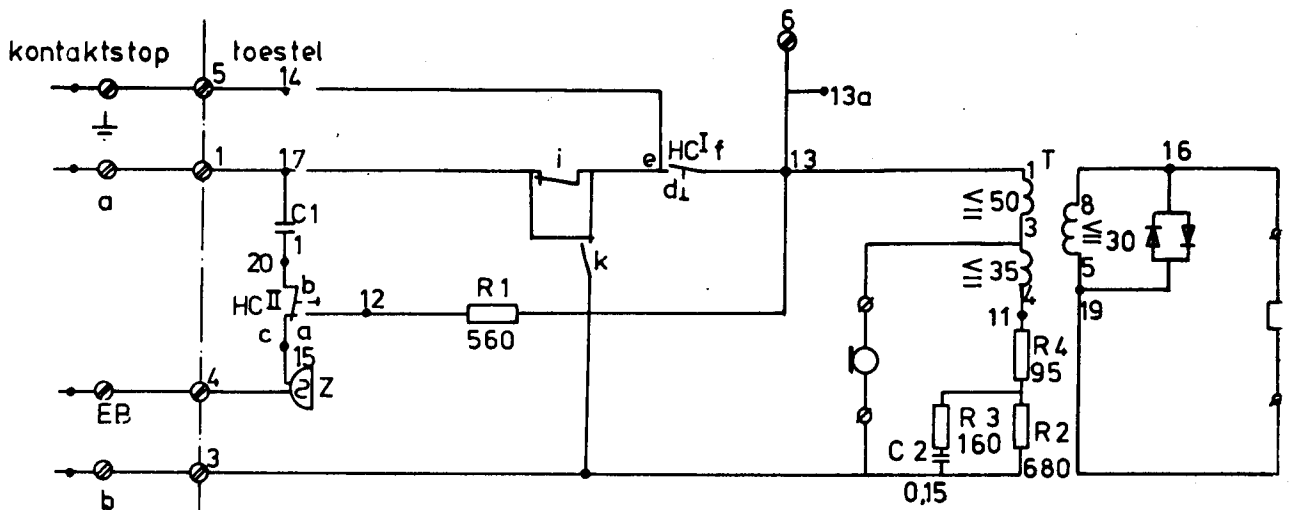 kontaktstop toestel
6
5 14
13a
1 17 i e HC I f 13 1 T 16
a d
C1 ≤ 50 8
1 3 ≤ 30
20 k ≤ 35 5
b 4 19
HC II 12 R1 11
c a 560 R4
15 95
4 Z
EB R3 R2
160
C2 680
3
b 0,15